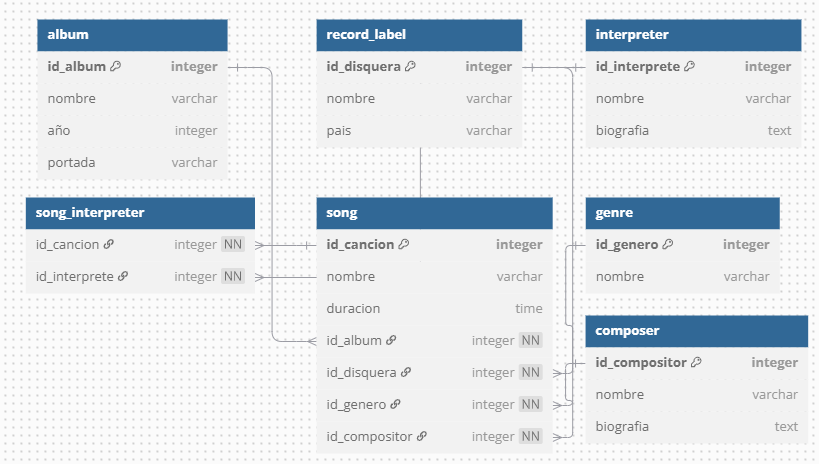 album
id_album integer
nombre varchar
año integer
portada varchar
record_label
id_disquera integer
nombre varchar
pais varchar
interpreter
id_interprete integer
nombre varchar
biografia text
song_interpreter
id_cancion integer NN
id_interprete integer NN
song
id_cancion integer
nombre varchar
duracion time
id_album integer NN
id_disquera integer NN
id_genero integer NN
id_compositor integer NN
genre
id_genero integer
nombre varchar
composer
id_compositor integer
nombre varchar
biografia text